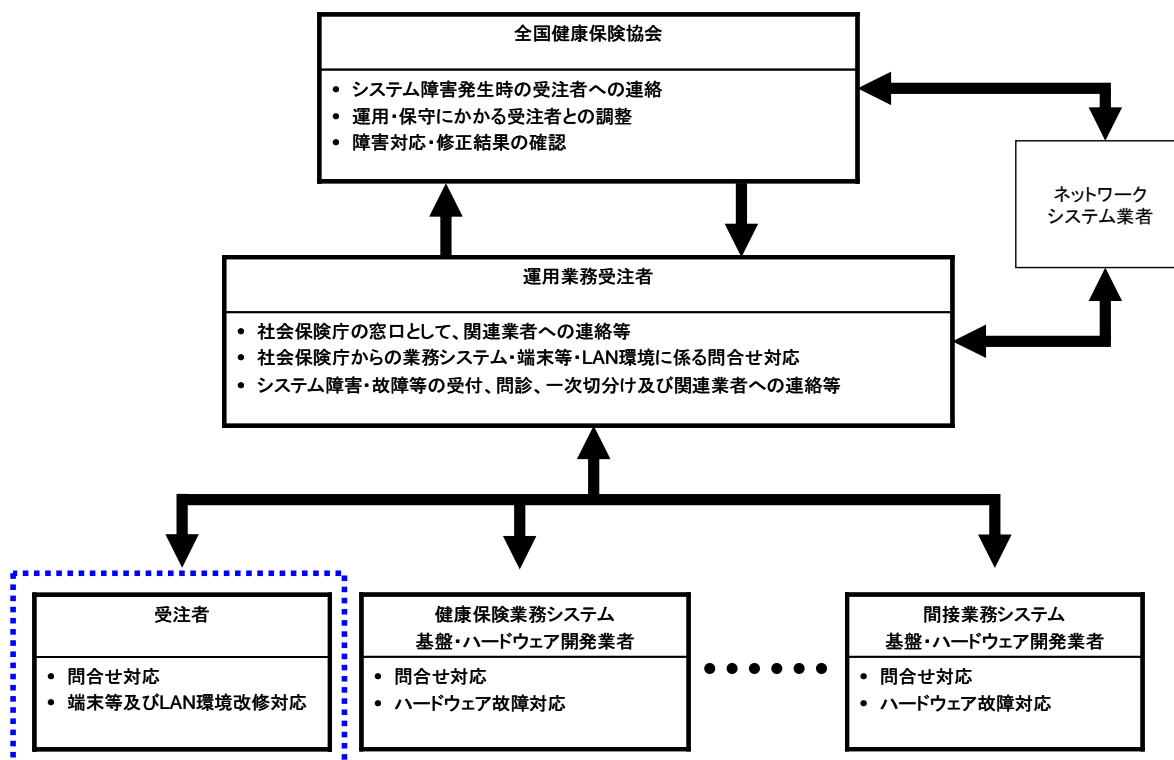 全国健康保険協会
• システム障害発生時の受注者への連絡
• 運用・保守にかかる受注者との調整
• 障害対応・修正結果の確認
ネットワーク
システム業者
運用業務受注者
• 社会保険庁の窓口として、関連業者への連絡等
• 社会保険庁からの業務システム・端末等・LAN環境に係る問合せ対応
• システム障害・故障等の受付、問診、一次切分け及び関連業者への連絡等
受注者
• 問合せ対応
• 端末等及びLAN環境改修対応
健康保険業務システム
基盤・ハードウェア開発業者
• 問合せ対応
• ハードウェア故障対応
間接業務システム
基盤・ハードウェア開発業者
• 問合せ対応
• ハードウェア故障対応